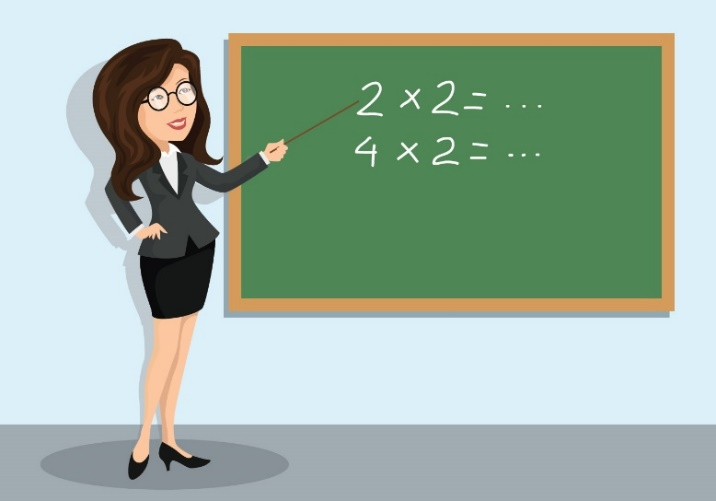 2 × 2 = ...
4 × 2 = ...